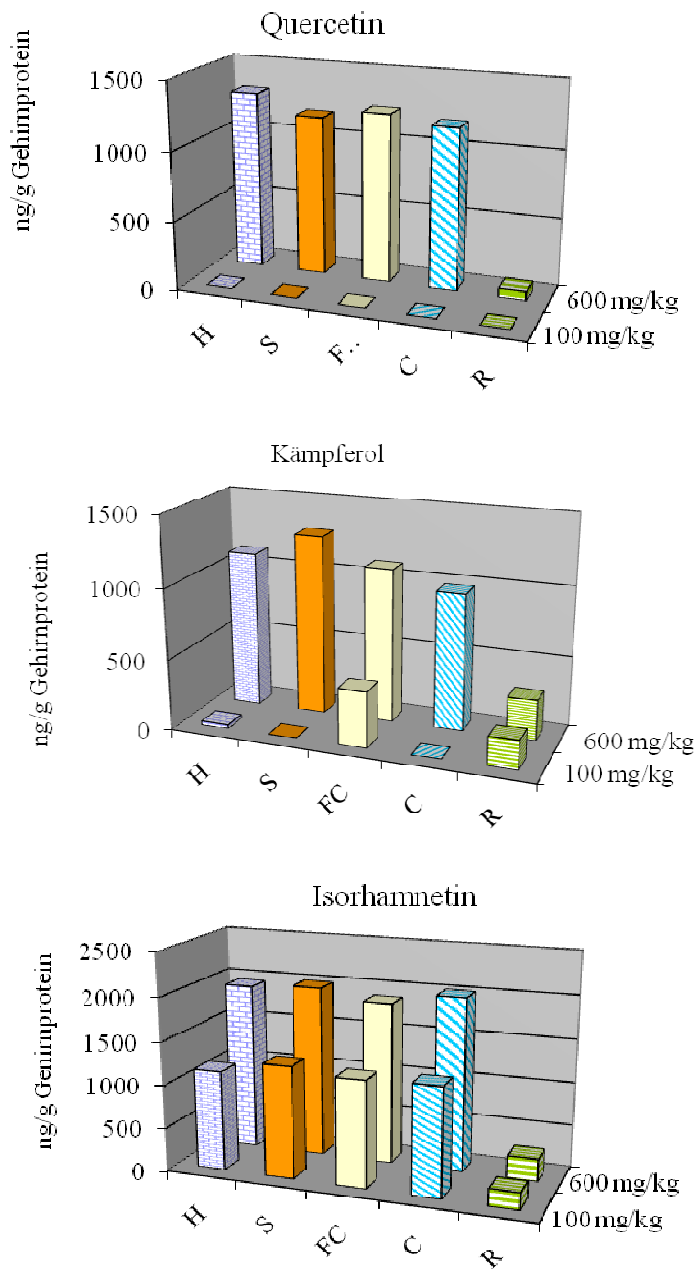 Quercetin
ng/g Gehirnprotein
1500
1000
500
0
H
S
F..
C
R
600 mg/kg
100 mg/kg
Kämpferol
ng/g Gehirnprotein
1500
1000
500
0
H
S
FC
C
R
600 mg/kg
100 mg/kg
Isorhamnetin
ng/g Gehirnprotein
2500
2000
1500
1000
500
0
H
S
FC
C
R
600 mg/kg
100 mg/kg